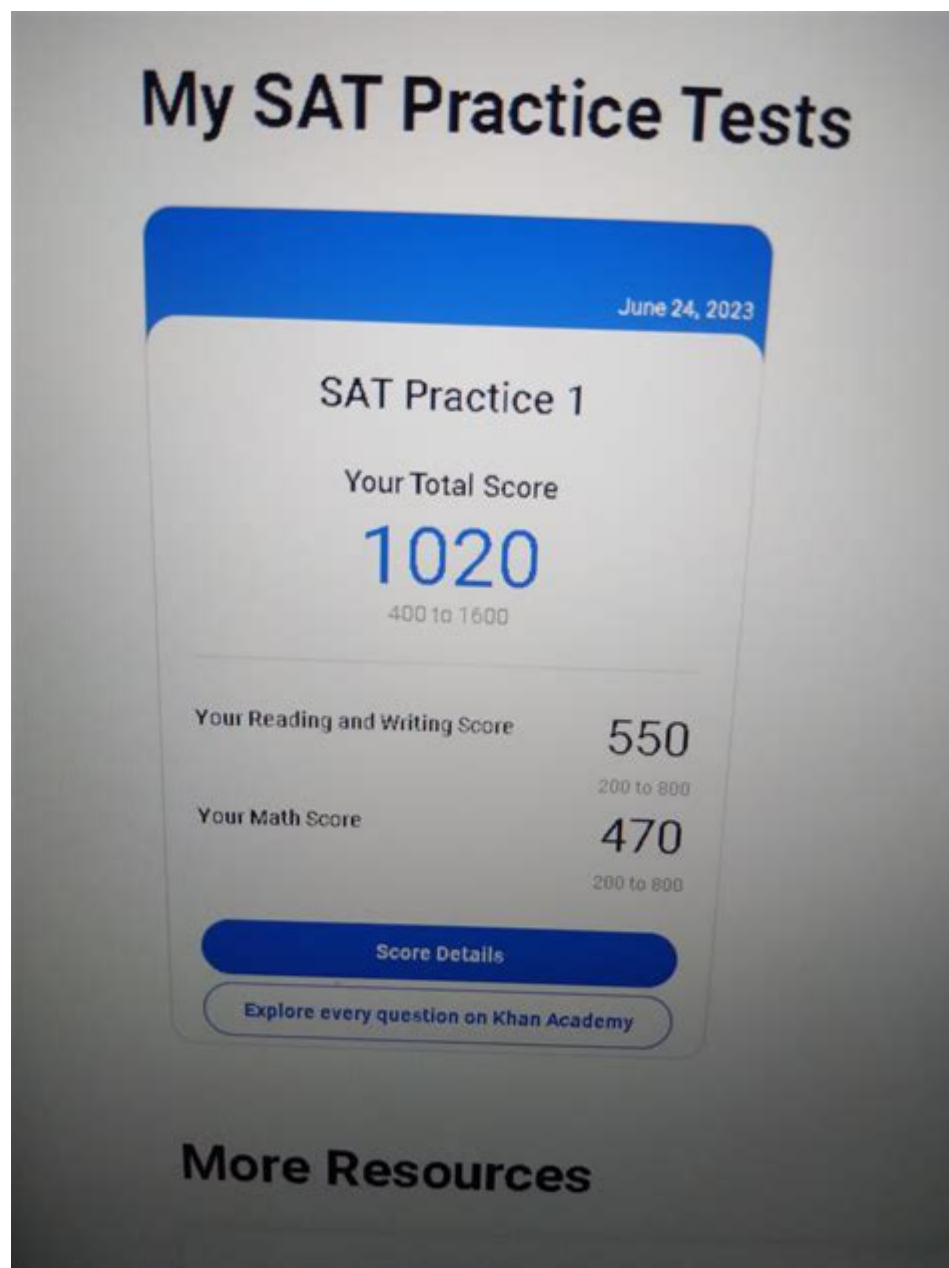 My SAT Practice Tests
June 24, 2023
SAT Practice 1
Your Total Score
1020
400 to 1600
Your Reading and Writing Score
550
200 to 800
Your Math Score
470
200 to 800
Score Details
Explore every question on Khan Academy
More Resources